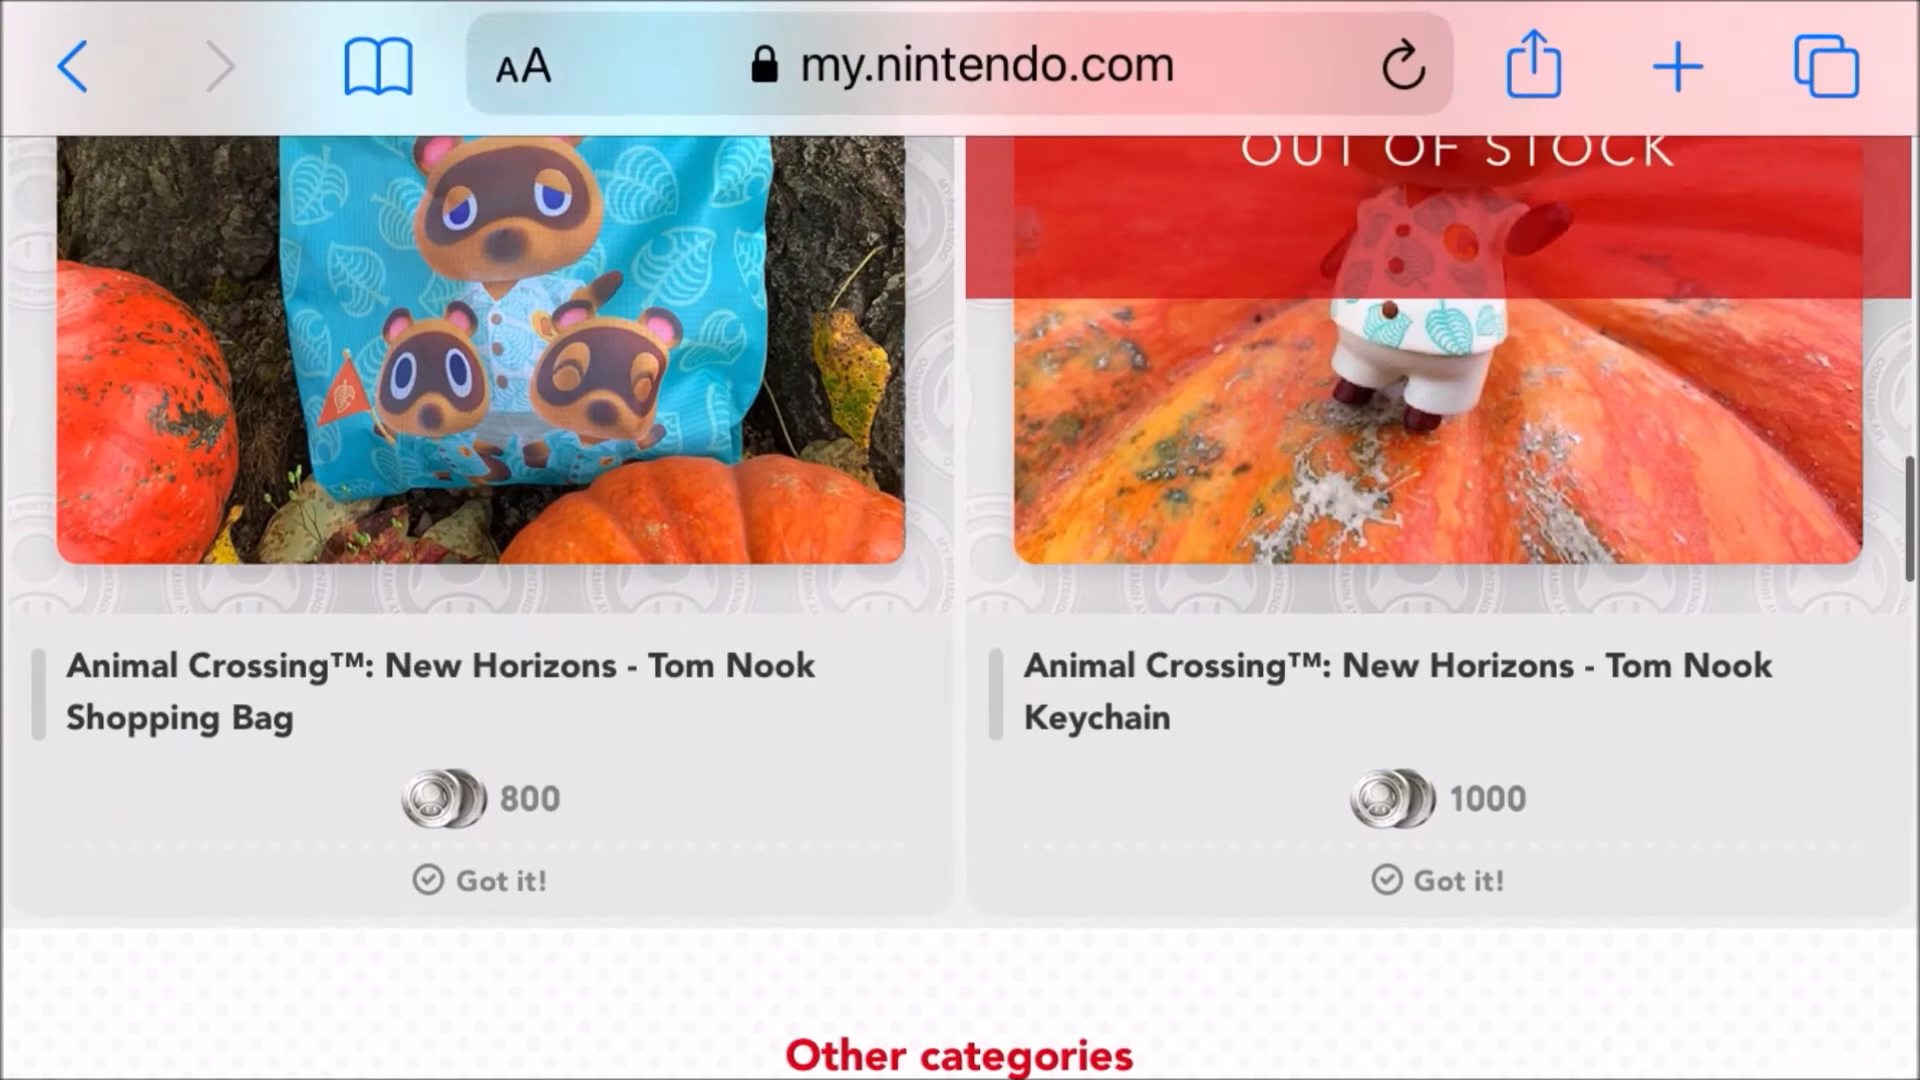 AA
my.nintendo.com
OUT OF STOCK
Animal Crossing™: New Horizons - Tom Nook
Shopping Bag
800
Got it!
Animal Crossing™: New Horizons - Tom Nook
Keychain
1000
Got it!
Other categories